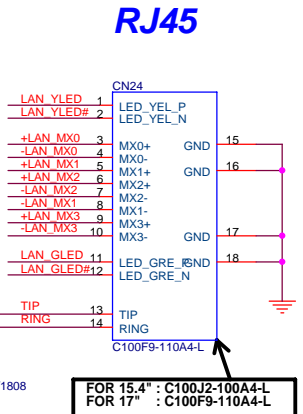 RJ45
CN24
LAN_YLED 1 LED_YEL_P
LAN_YLED# 2 LED_YEL_N
+LAN_MX0 3 MX0+ GND 15
-LAN_MX0 4 MX0-
+LAN_MX1 5 MX1+ GND 16
+LAN_MX2 6 MX2+
-LAN_MX2 7 MX2-
-LAN_MX1 8 MX1-
+LAN_MX3 9 MX3+
-LAN_MX3 10 MX3- GND 17
LAN_GLED 11 LED_GRE_P GND 18
LAN_GLED# 12 LED_GRE_N
TIP 13 TIP
RING 14 RING
C100F9-110A4-L
1808
FOR 15.4" : C100J2-100A4-L
FOR 17" : C100F9-110A4-L